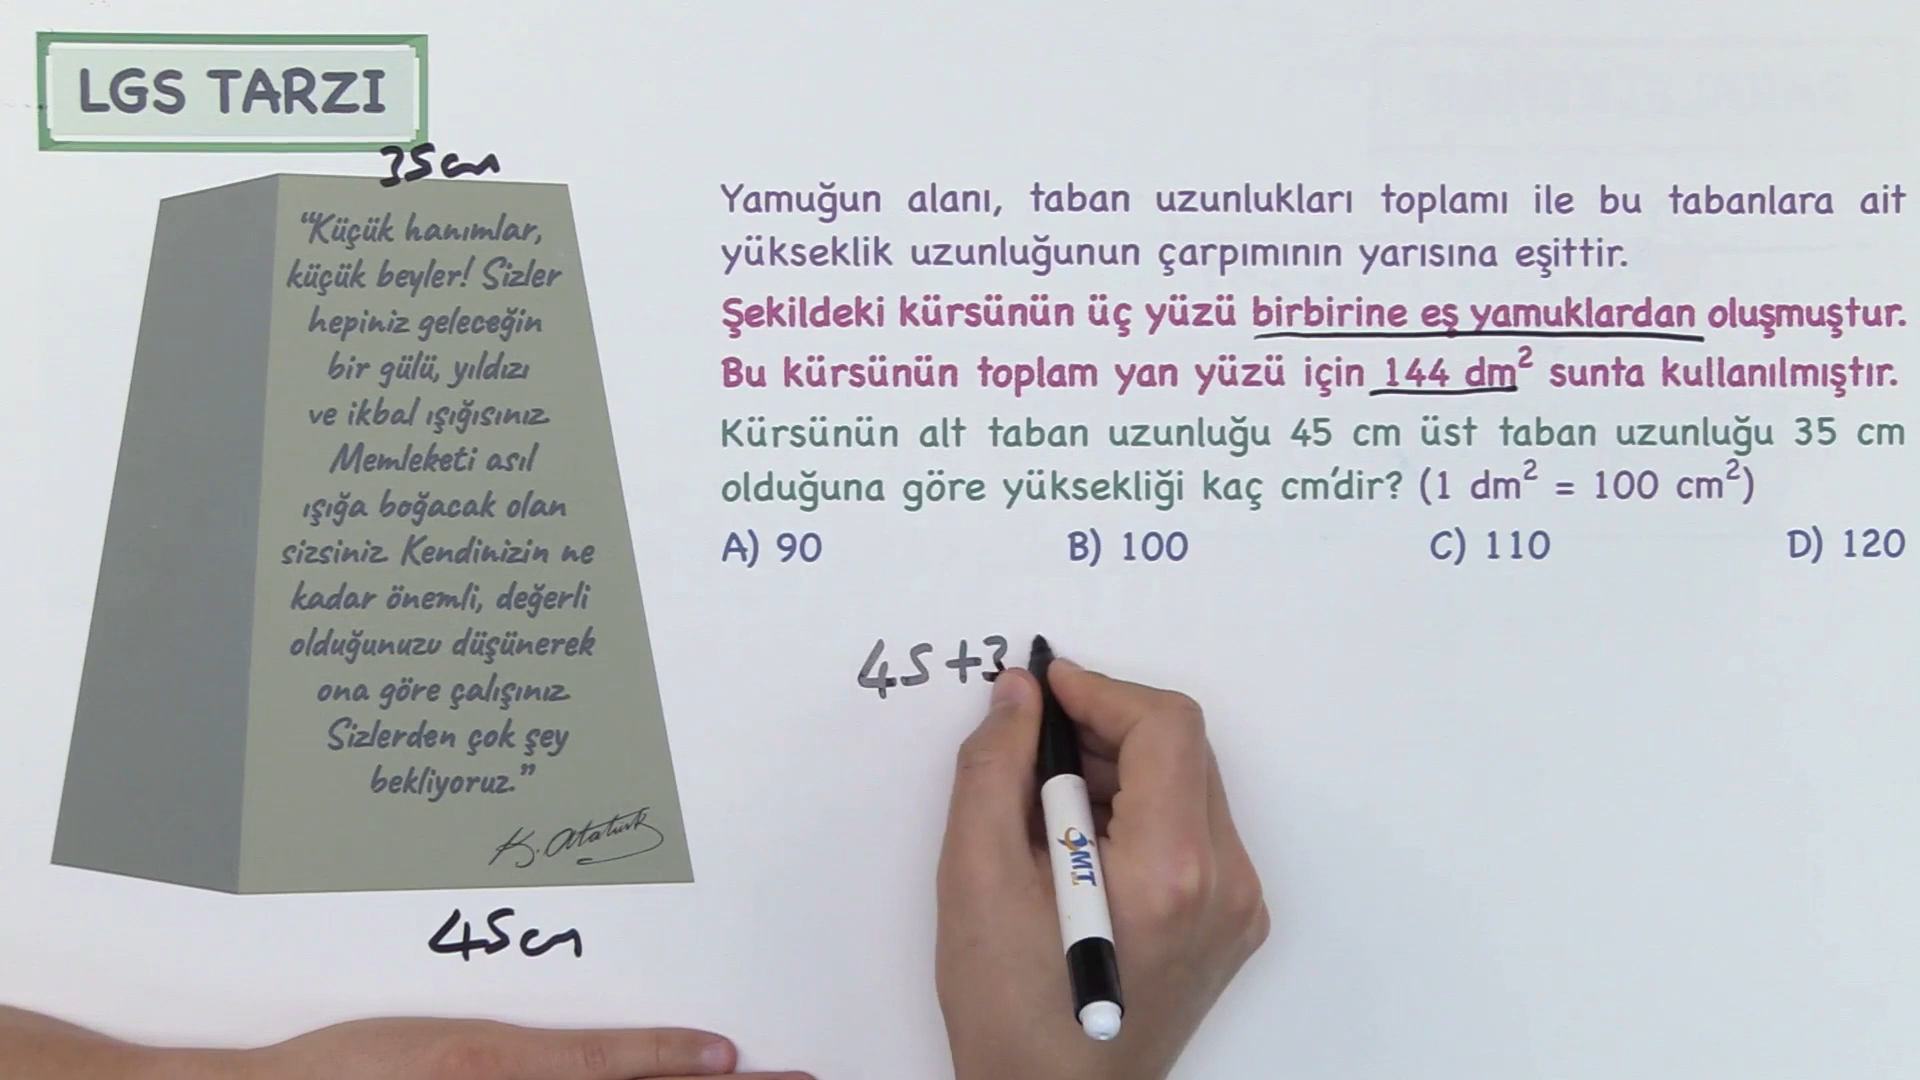 LGS TARZI
35cm
"Küçük hanımlar,
küçük beyler! Sizler
hepiniz geleceğin
bir gülü, yıldızı
ve ikbal ışığısınız.
Memleketi asıl
ışığa boğacak olan
sizsiniz. Kendinizin ne
kadar önemli, değerli
olduğunuzu düşünerek
ona göre çalışınız.
Sizlerden çok şey
bekliyoruz."
K. Atatürk
45cm
Yamuğun alanı, taban uzunlukları toplamı ile bu tabanlara ait
yükseklik uzunluğunun çarpımının yarısına eşittir.
Şekildeki kürsünün üç yüzü birbirine eş yamuklardan oluşmuştur.
Bu kürsünün toplam yan yüzü için 144 dm² sunta kullanılmıştır.
Kürsünün alt taban uzunluğu 45 cm üst taban uzunluğu 35 cm
olduğuna göre yüksekliği kaç cm'dir? (1 dm² = 100 cm²)
A) 90 B) 100 C) 110 D) 120
45+3
İMT